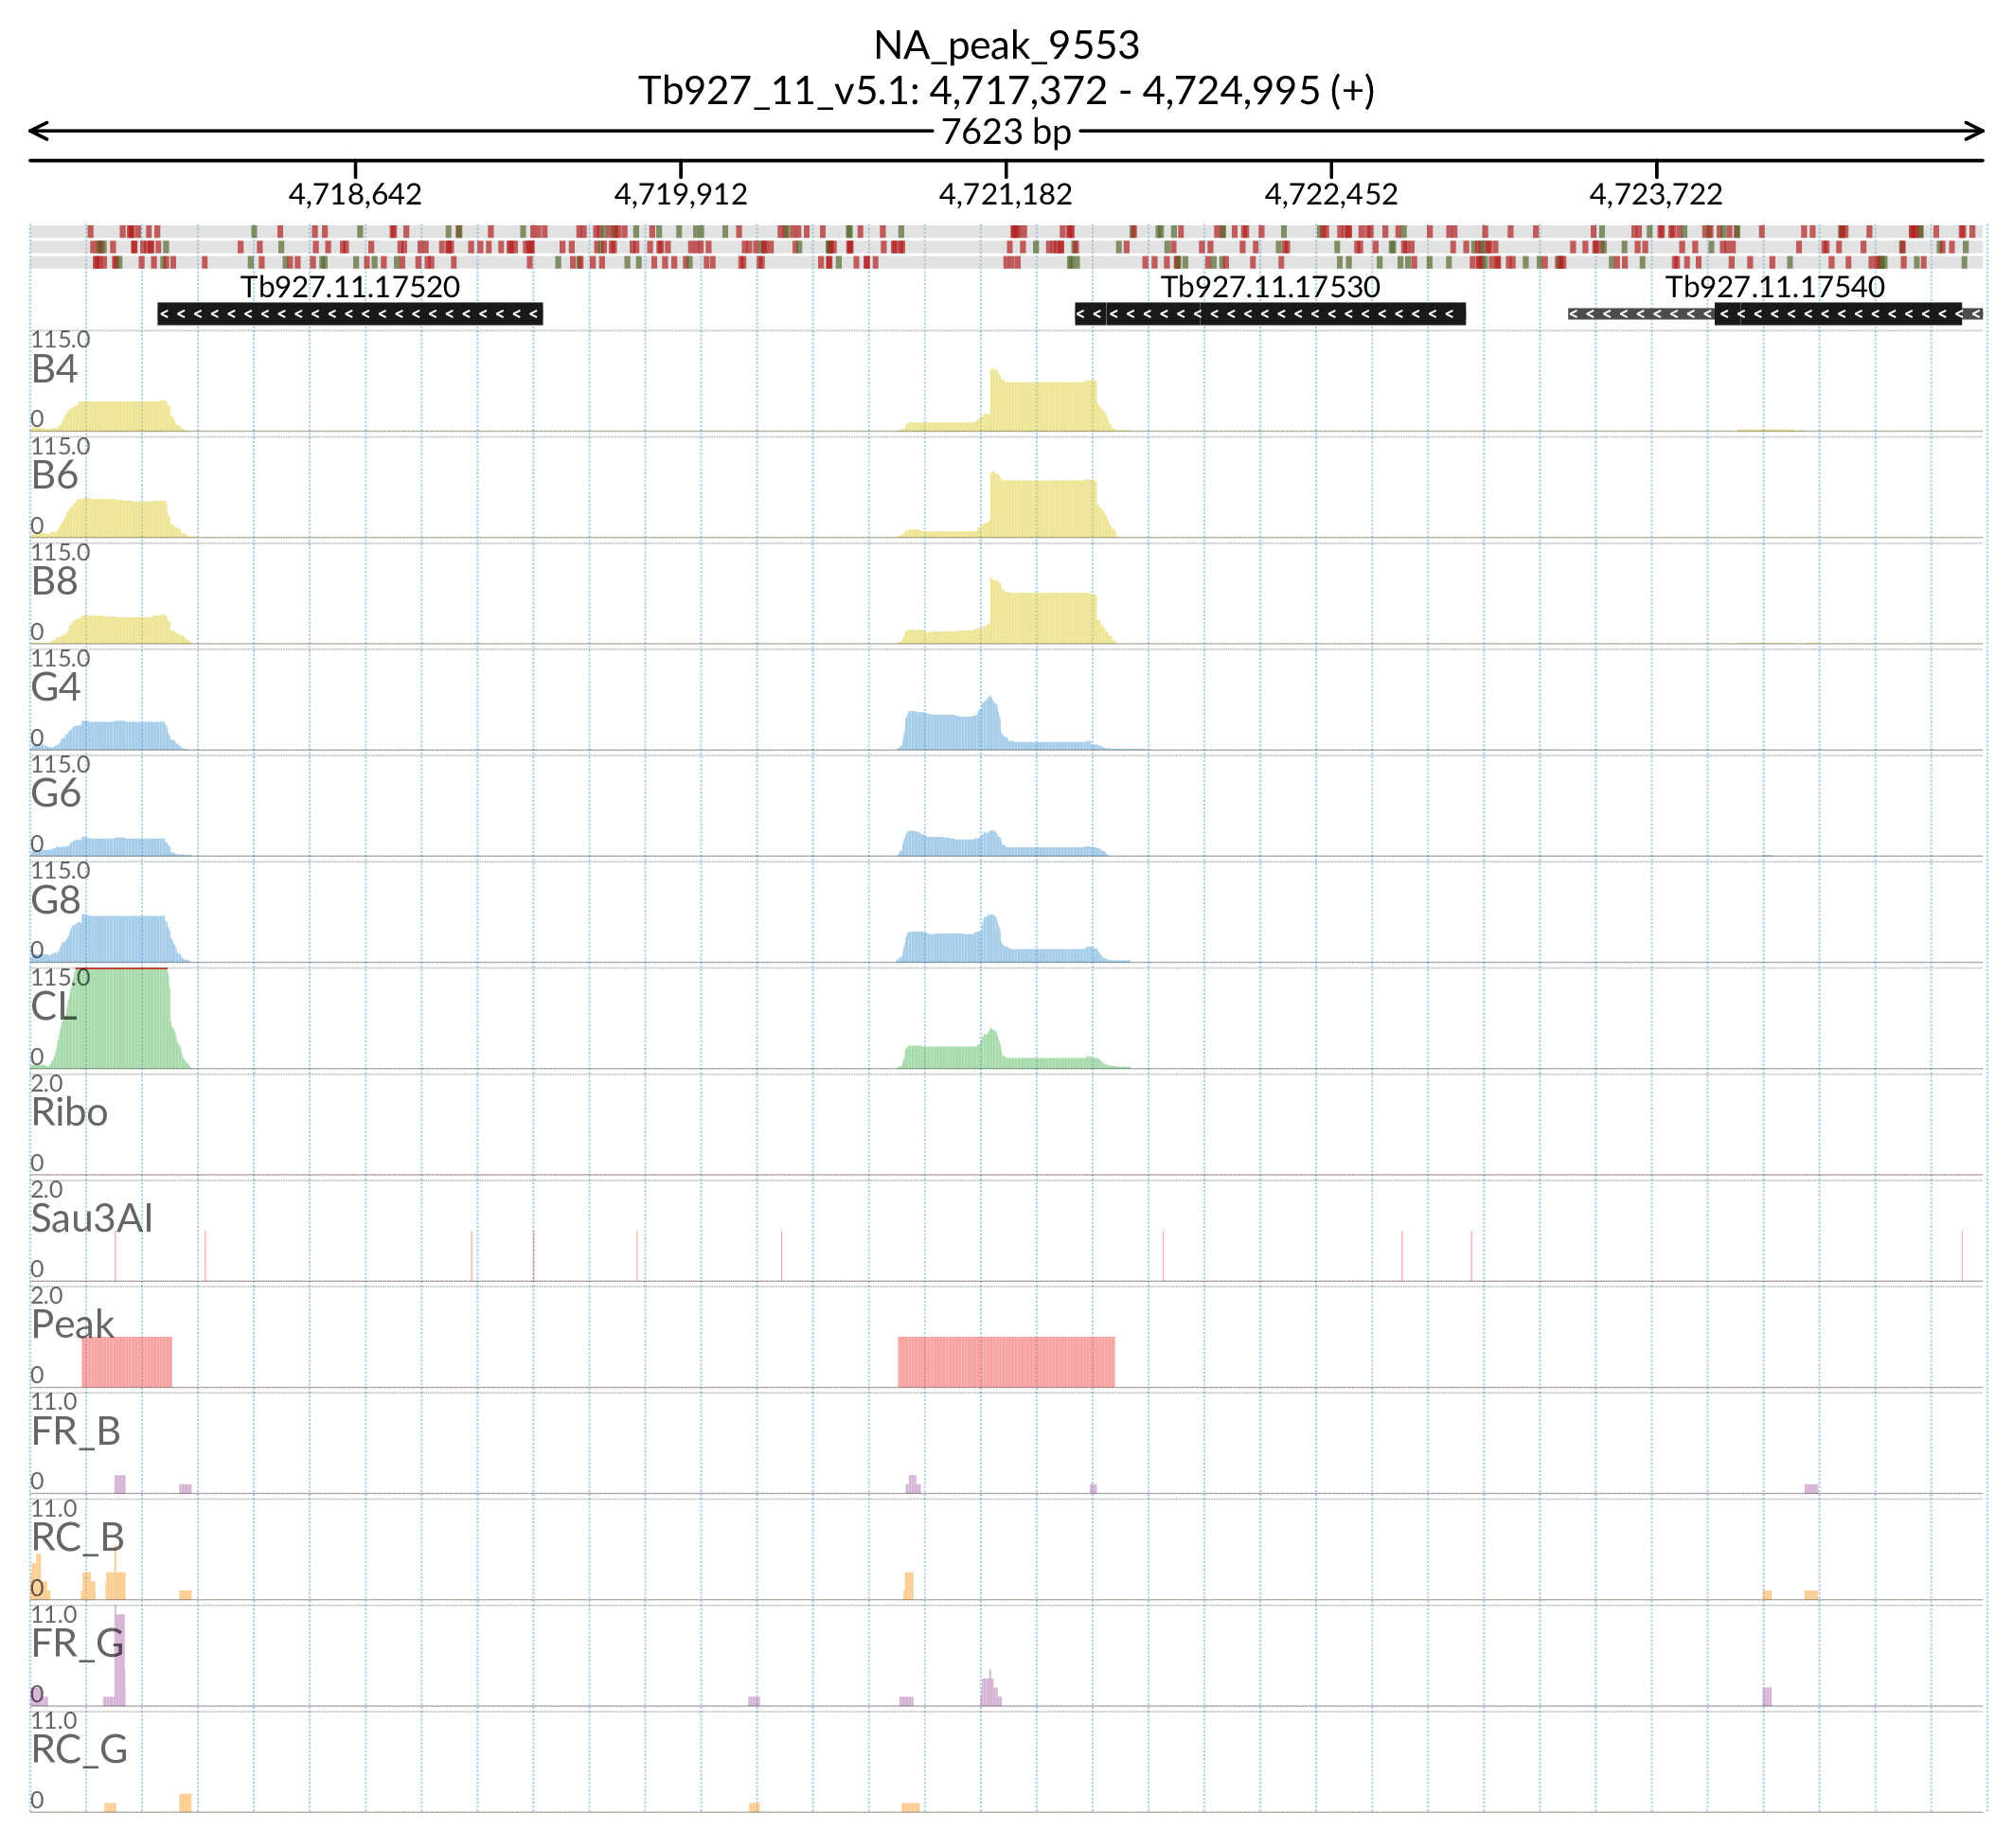 NA_peak_9553
Tb927_11_v5.1: 4,717,372 - 4,724,995 (+)
7623 bp
4,718,642 4,719,912 4,721,182 4,722,452 4,723,722
Tb927.11.17520 Tb927.11.17530 Tb927.11.17540
115.0
B4
0
115.0
B6
0
115.0
B8
0
115.0
G4
0
115.0
G6
0
115.0
G8
0
115.0
CL
0
2.0
Ribo
0
2.0
Sau3AI
0
2.0
Peak
0
11.0
FR_B
0
11.0
RC_B
0
11.0
FR_G
0
11.0
RC_G
0